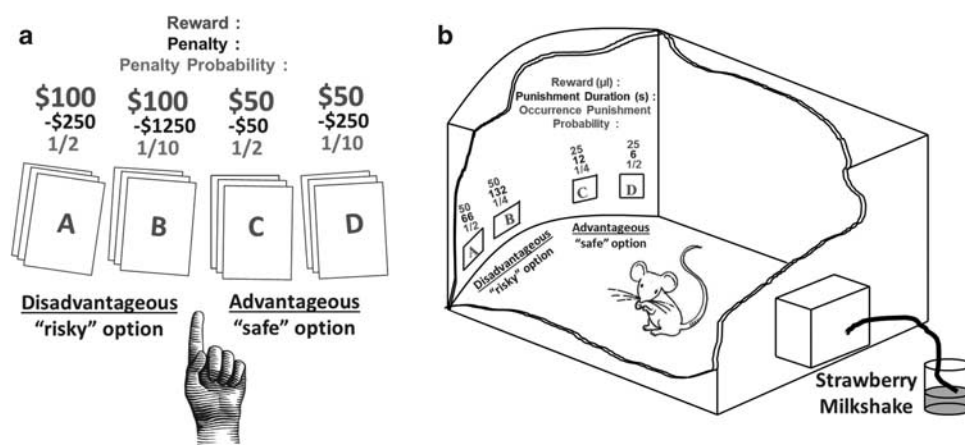 a
Reward :
Penalty :
Penalty Probability :
$100 $100 $50 $50
-$250 -$1250 -$50 -$250
1/2 1/10 1/2 1/10
A B C D
Disadvantageous Advantageous
“risky” option “safe” option
b
Reward (µl) :
Punishment Duration (s) :
Occurrence Punishment
Probability :
50
66
1/2
A
50
132
1/4
B
25
12
1/4
C
25
6
1/2
D
Disadvantageous
“risky” option
Advantageous
“safe” option
Strawberry
Milkshake